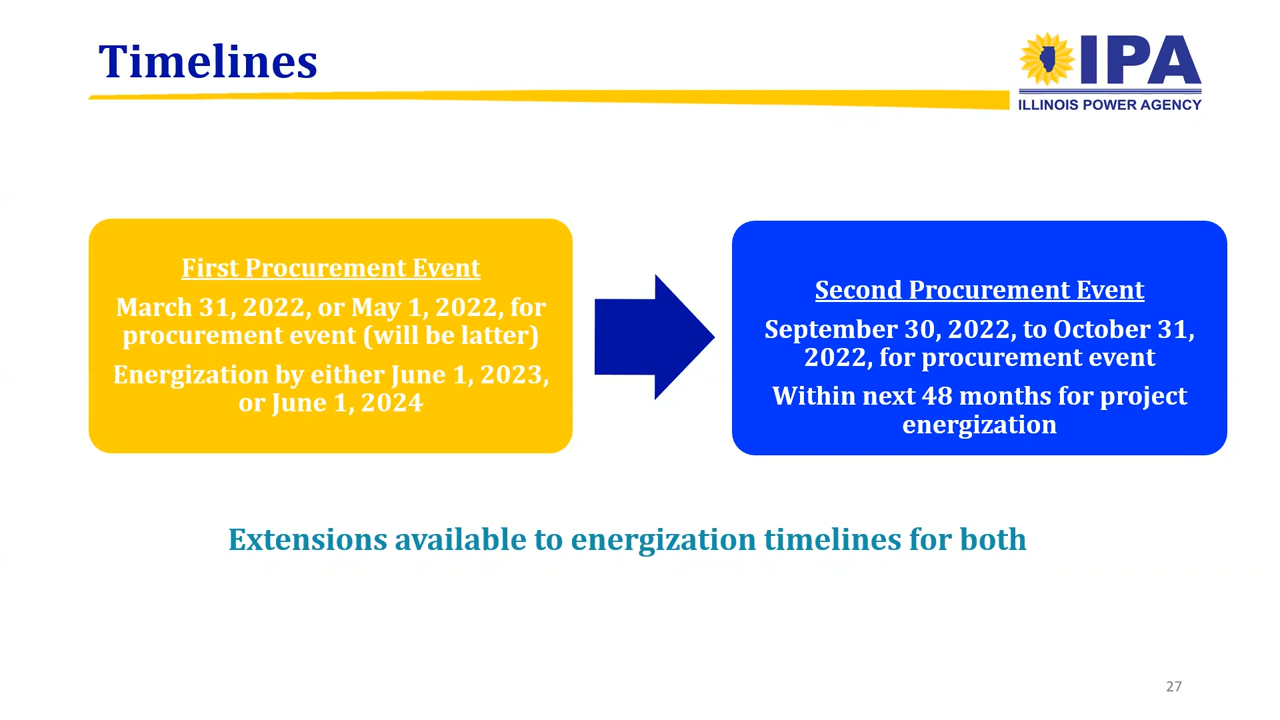 Timelines
IPA
ILLINOIS POWER AGENCY
First Procurement Event
March 31, 2022, or May 1, 2022, for
procurement event (will be latter)
Energization by either June 1, 2023,
or June 1, 2024
Second Procurement Event
September 30, 2022, to October 31,
2022, for procurement event
Within next 48 months for project
energization
Extensions available to energization timelines for both
27